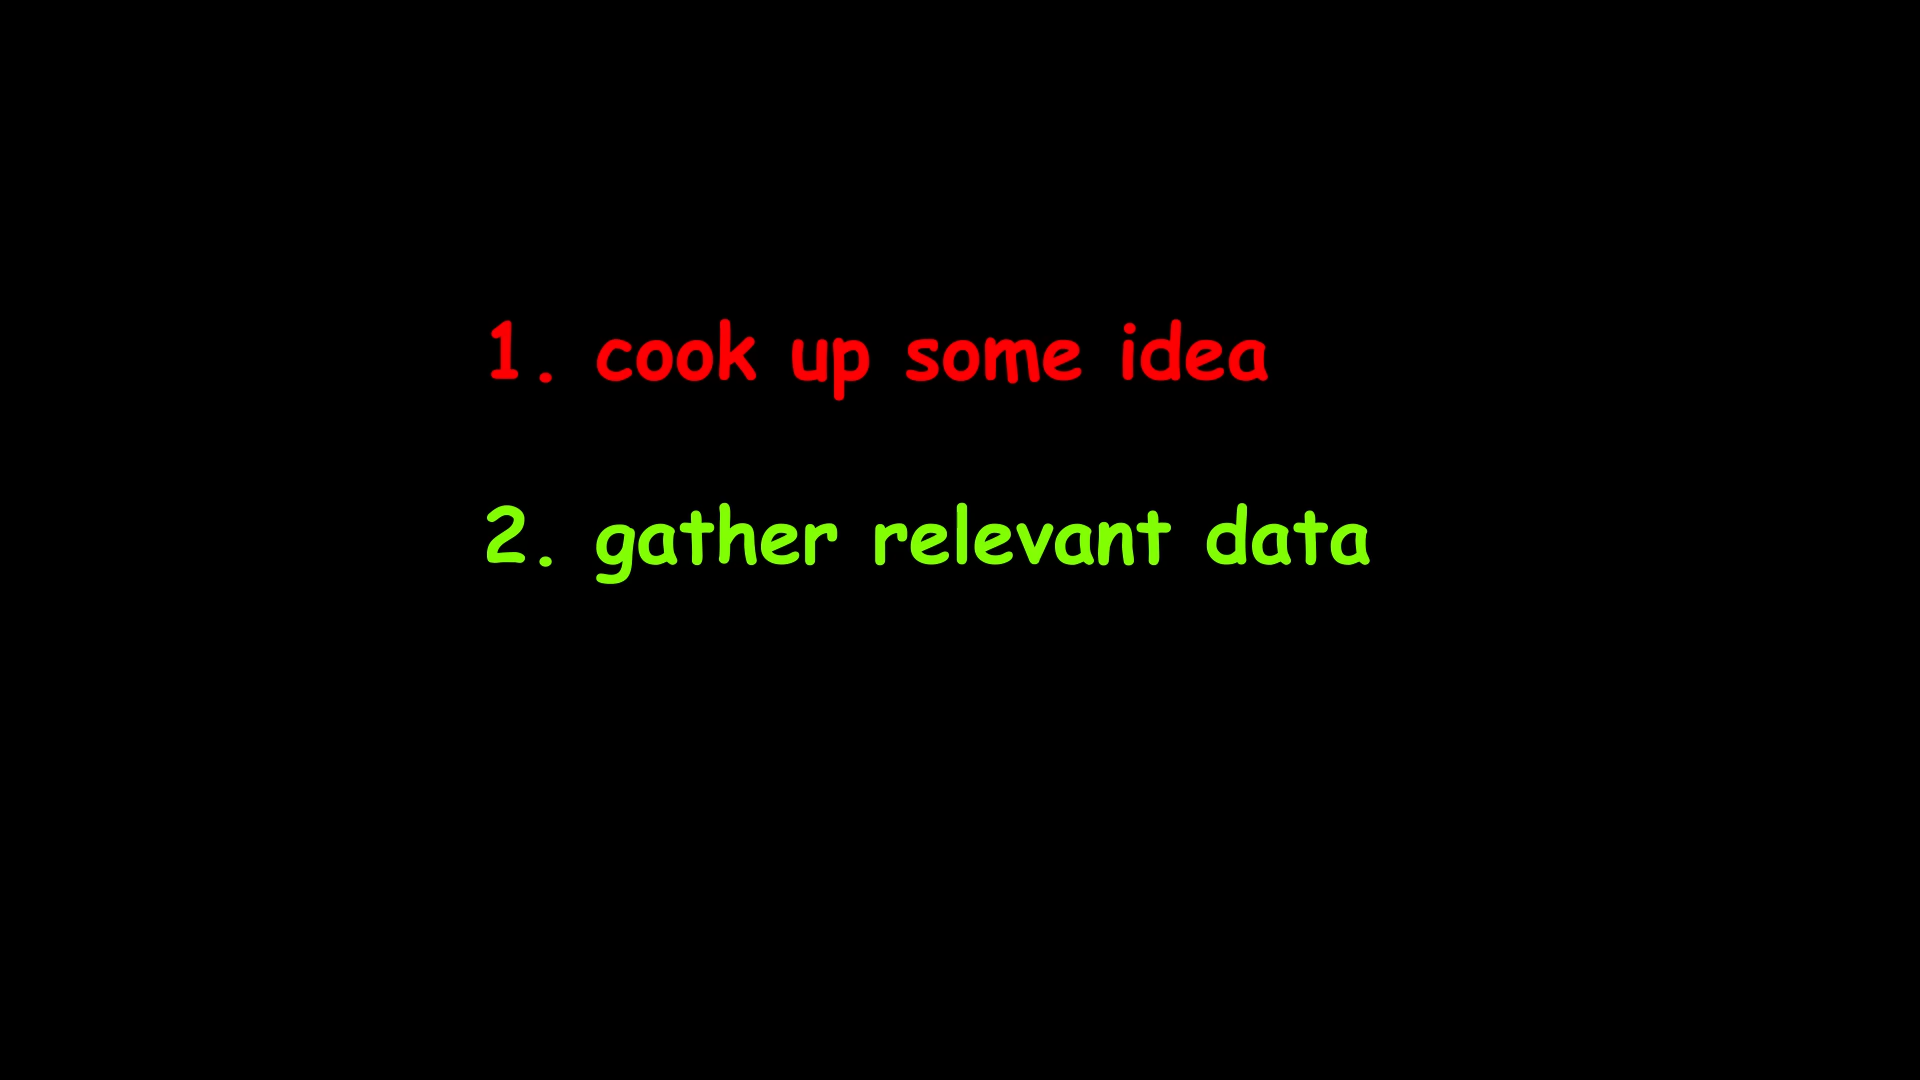 1. cook up some idea
2. gather relevant data